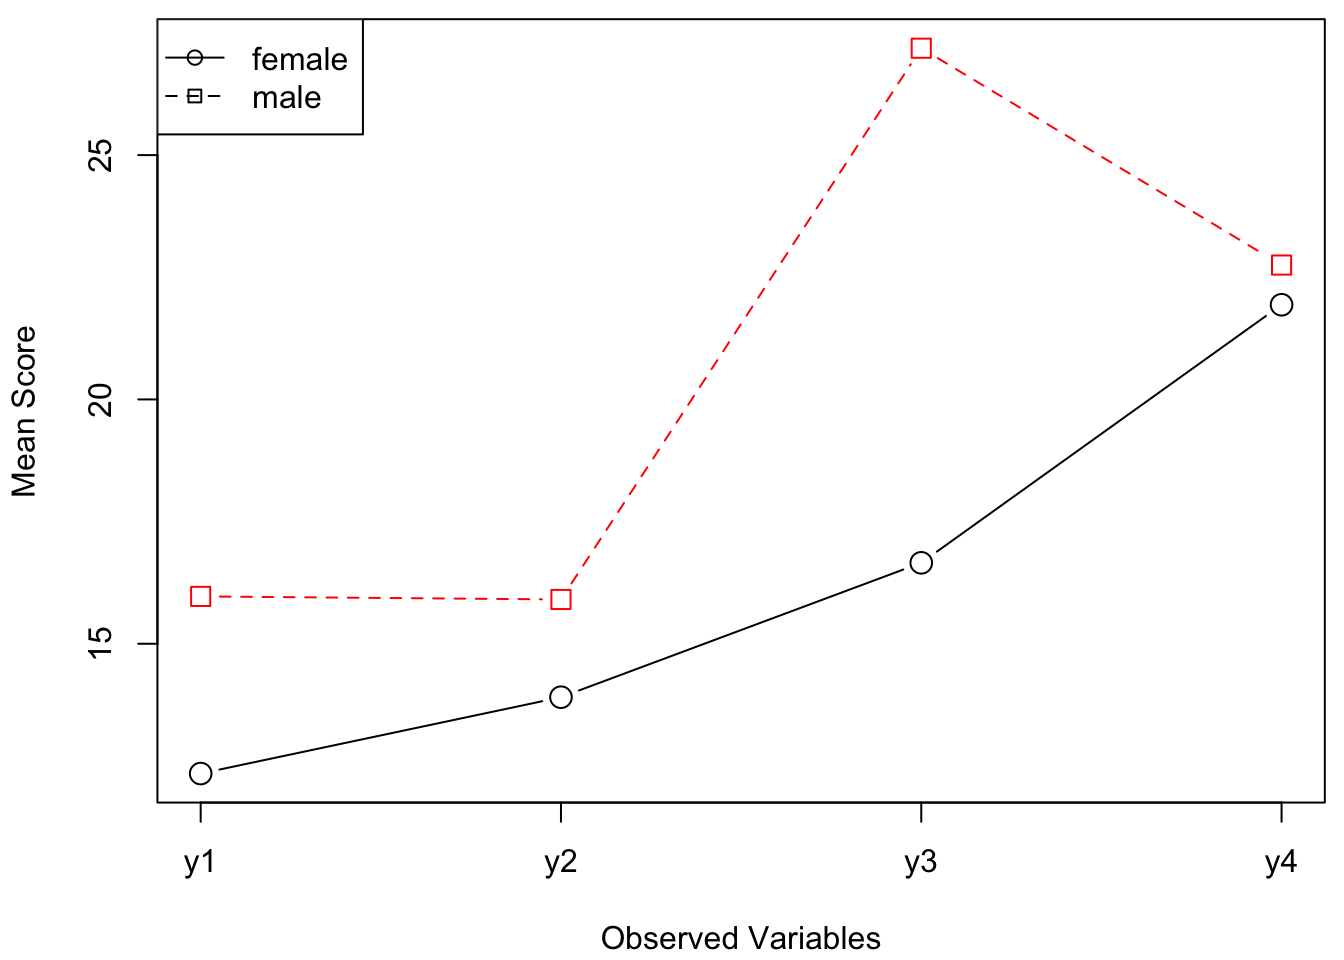 female
male
25
20
15
Mean Score
y1 y2 y3 y4
Observed Variables